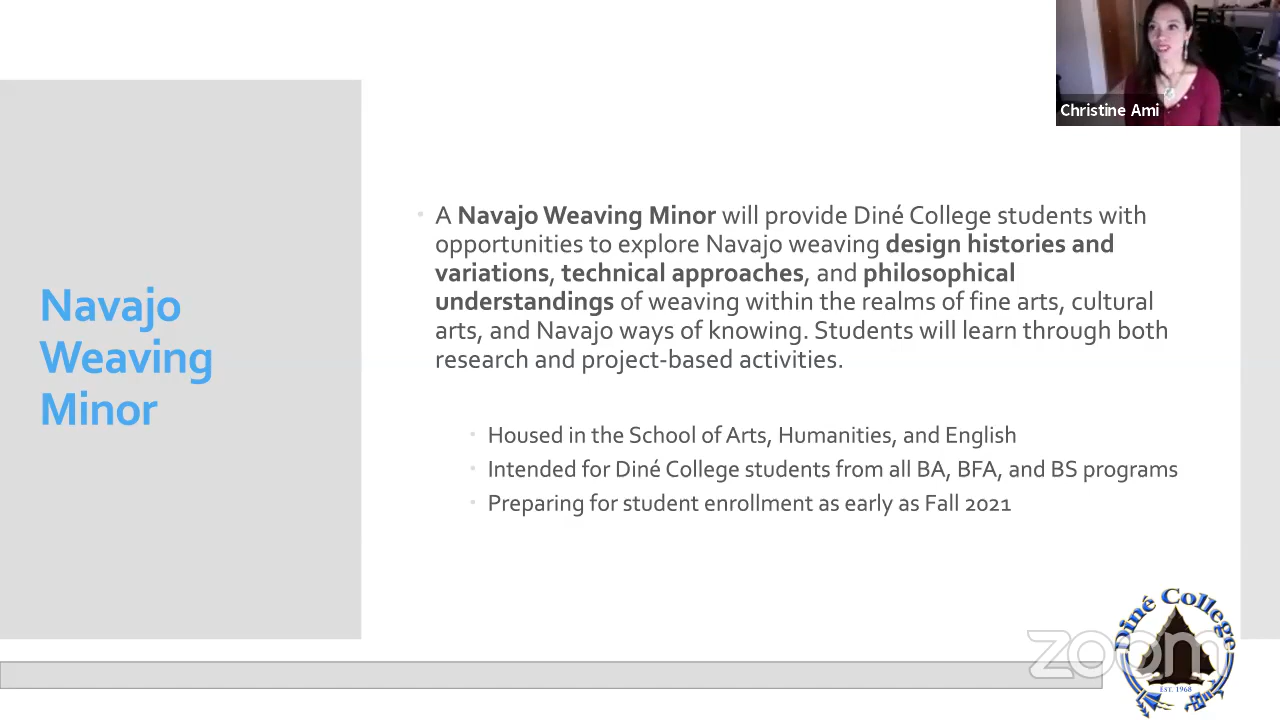 Christine Ami
Navajo
Weaving
Minor
A Navajo Weaving Minor will provide Diné College students with
opportunities to explore Navajo weaving design histories and
variations, technical approaches, and philosophical
understandings of weaving within the realms of fine arts, cultural
arts, and Navajo ways of knowing. Students will learn through both
research and project-based activities.
Housed in the School of Arts, Humanities, and English
Intended for Diné College students from all BA, BFA, and BS programs
Preparing for student enrollment as early as Fall 2021
Diné College
zoom
EST. 1968